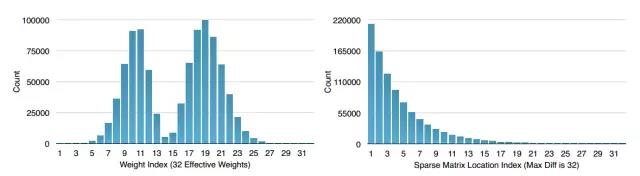 100000
75000
50000
25000
0
Count
1 3 5 7 9 11 13 15 17 19 21 23 25 27 29 31
Weight Index (32 Effective Weights)
220000
165000
110000
55000
0
Count
1 3 5 7 9 11 13 15 17 19 21 23 25 27 29 31
Sparse Matrix Location Index (Max Diff is 32)